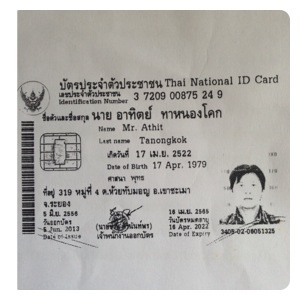 บัตรประจำตัวประชาชน Thai National ID Card
เลขประจำตัวประชาชน 3 7209 00875 24 9
Identification Number
ชื่อตัวและชื่อสกุล นาย อาทิตย์ ทาหนองโคก
Name Mr. Athit
Last name Tanongkok
เกิดวันที่ 17 เม.ย. 2522
Date of Birth 17 Apr. 1979
ศาสนา พุทธ
ที่อยู่ 319 หมู่ที่ 4 ต.ห้วยทับมอญ อ.เขาชะเมา
จ.ระยอง
5 มิ.ย. 2556
วันออกบัตร
5 Jun. 2013
Date of Issue
เจ้าพนักงานออกบัตร
16 เม.ย. 2565
วันบัตรหมดอายุ
16 Apr. 2022
Date of Expiry
3409-02-06051325